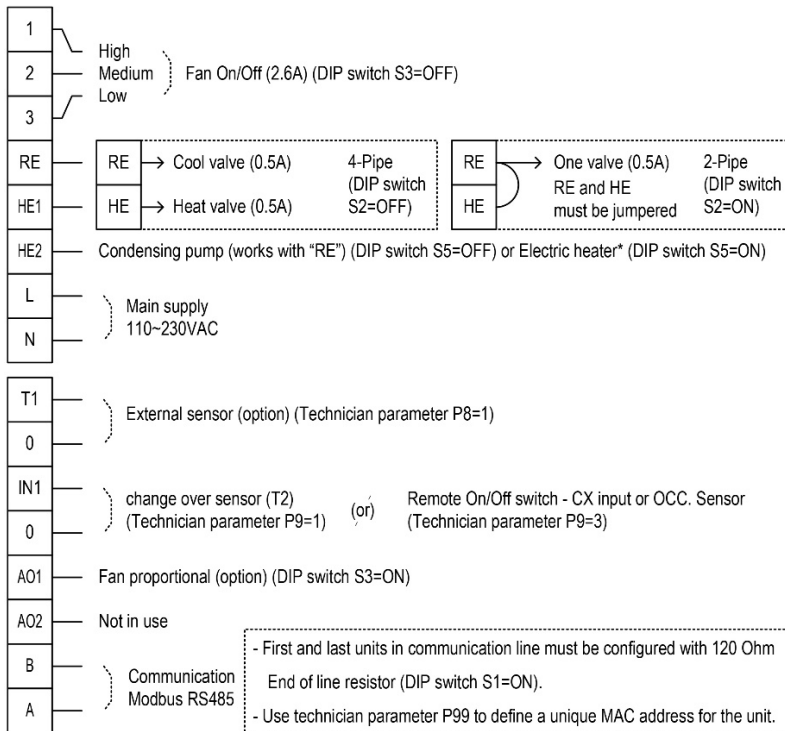 1
High
2
Medium
Fan On/Off (2.6A) (DIP switch S3=OFF)
Low
3
RE
RE
Cool valve (0.5A)
4-Pipe
(DIP switch
S2=OFF)
HE1
HE
Heat valve (0.5A)
RE
One valve (0.5A)
2-Pipe
RE and HE
(DIP switch
HE
must be jumpered
S2=ON)
HE2
Condensing pump (works with “RE”) (DIP switch S5=OFF) or Electric heater* (DIP switch S5=ON)
L
Main supply
N
110~230VAC
T1
External sensor (option) (Technician parameter P8=1)
0
IN1
change over sensor (T2)
(Technician parameter P9=1)
(or)
Remote On/Off switch - CX input or OCC. Sensor
(Technician parameter P9=3)
0
AO1
Fan proportional (option) (DIP switch S3=ON)
AO2
Not in use
B
Communication
A
Modbus RS485
- First and last units in communication line must be configured with 120 Ohm
End of line resistor (DIP switch S1=ON).
- Use technician parameter P99 to define a unique MAC address for the unit.